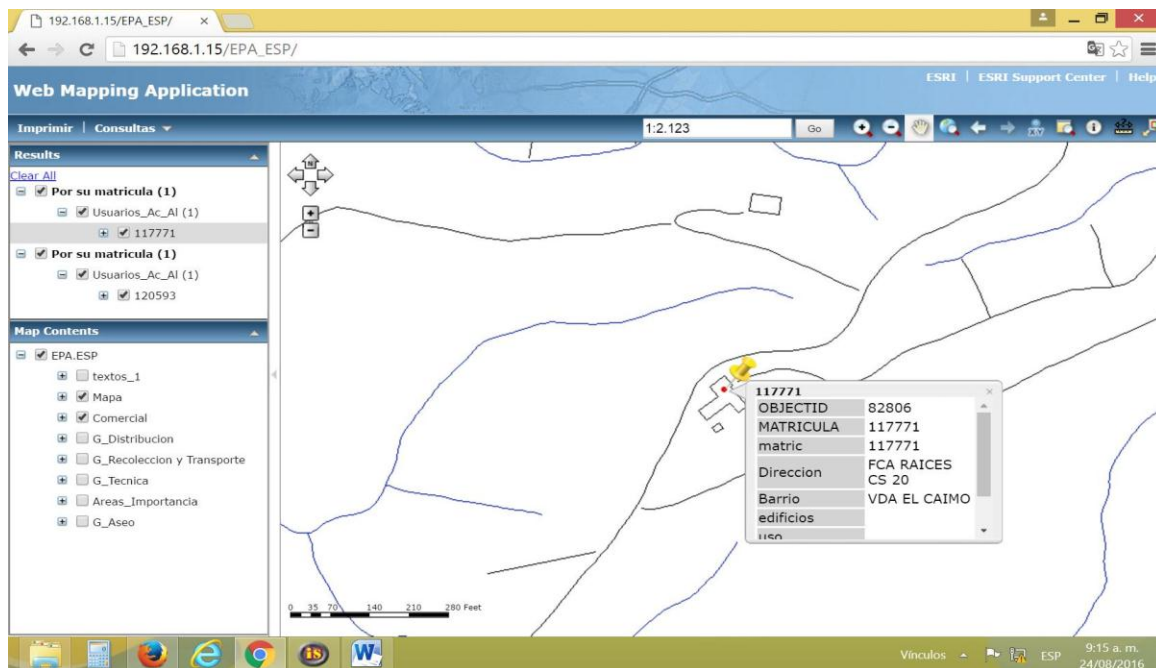 192.168.1.15/EPA_ESP/
192.168.1.15/EPA_ESP/
Web Mapping Application
ESRI | ESRI Support Center | Help
Imprimir | Consultas
1:2.123
Go
Results
Clear All
Por su matricula (1)
Usuarios_Ac_Al (1)
117771
Por su matricula (1)
Usuarios_Ac_Al (1)
120593
Map Contents
EPA.ESP
textos_1
Mapa
Comercial
G_Distribucion
G_Recoleccion y Transporte
G_Tecnica
Areas_Importancia
G_Aseo
N
117771
OBJECTID 82806
MATRICULA 117771
matric 117771
Direccion FCA RAICES CS 20
Barrio VDA EL CAIMO
edificios
uso
0 35 70 140 210 280 Feet
Vínculos
ESP
9:15 a. m.
24/08/2016